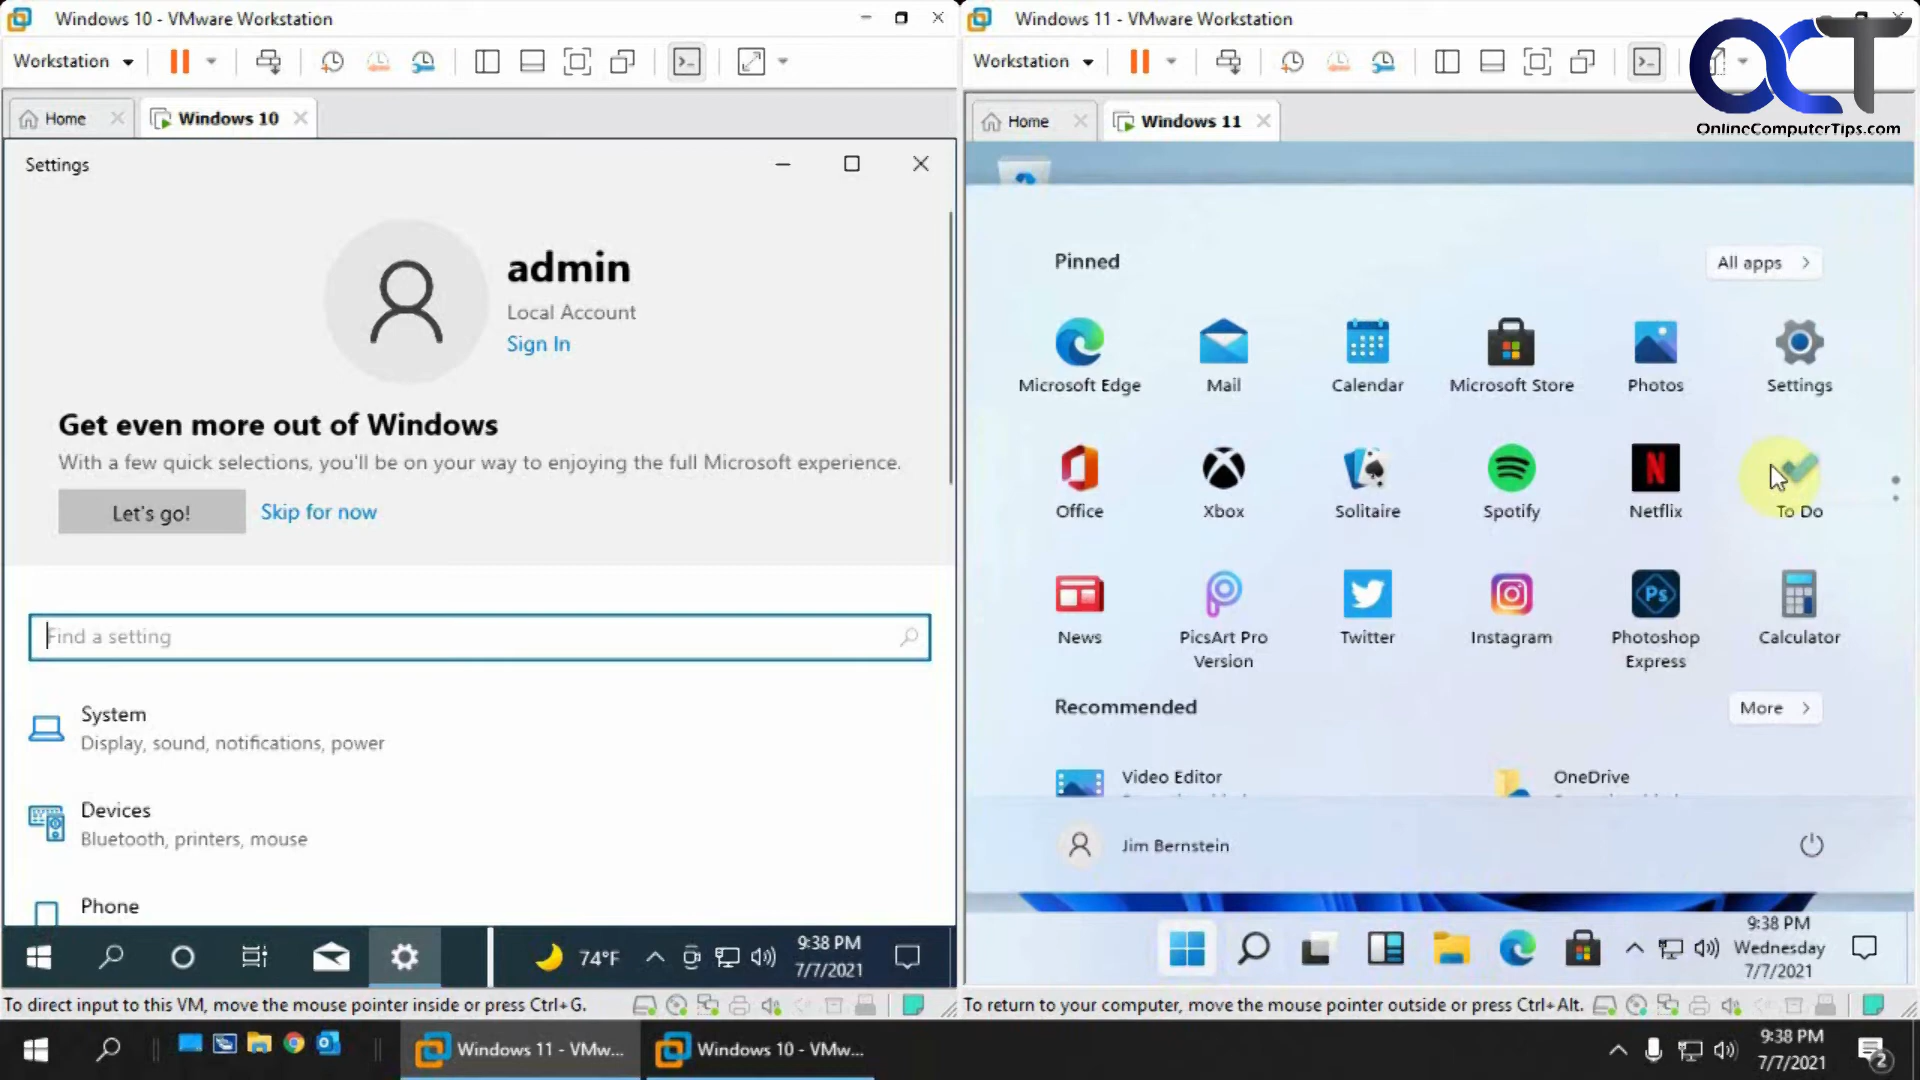 Windows 10 - VMware Workstation
Workstation
Home
Windows 10
Settings
admin
Local Account
Sign In
Get even more out of Windows
With a few quick selections, you'll be on your way to enjoying the full Microsoft experience.
Let's go!
Skip for now
Find a setting
System
Display, sound, notifications, power
Devices
Bluetooth, printers, mouse
Phone
74°F
9:38 PM
7/7/2021
To direct input to this VM, move the mouse pointer inside or press Ctrl+G.
Windows 11 - VMware Workstation
Workstation
OCT
OnlineComputerTips.com
Home
Windows 11
Pinned
All apps
Microsoft Edge
Mail
Calendar
Microsoft Store
Photos
Settings
Office
Xbox
Solitaire
Spotify
Netflix
To Do
News
PicsArt Pro
Version
Twitter
Instagram
Photoshop
Express
Calculator
Recommended
More
Video Editor
OneDrive
Jim Bernstein
9:38 PM
Wednesday
7/7/2021
To return to your computer, move the mouse pointer outside or press Ctrl+Alt.
Windows 11 - VMw...
Windows 10 - VMw...
9:38 PM
7/7/2021
2